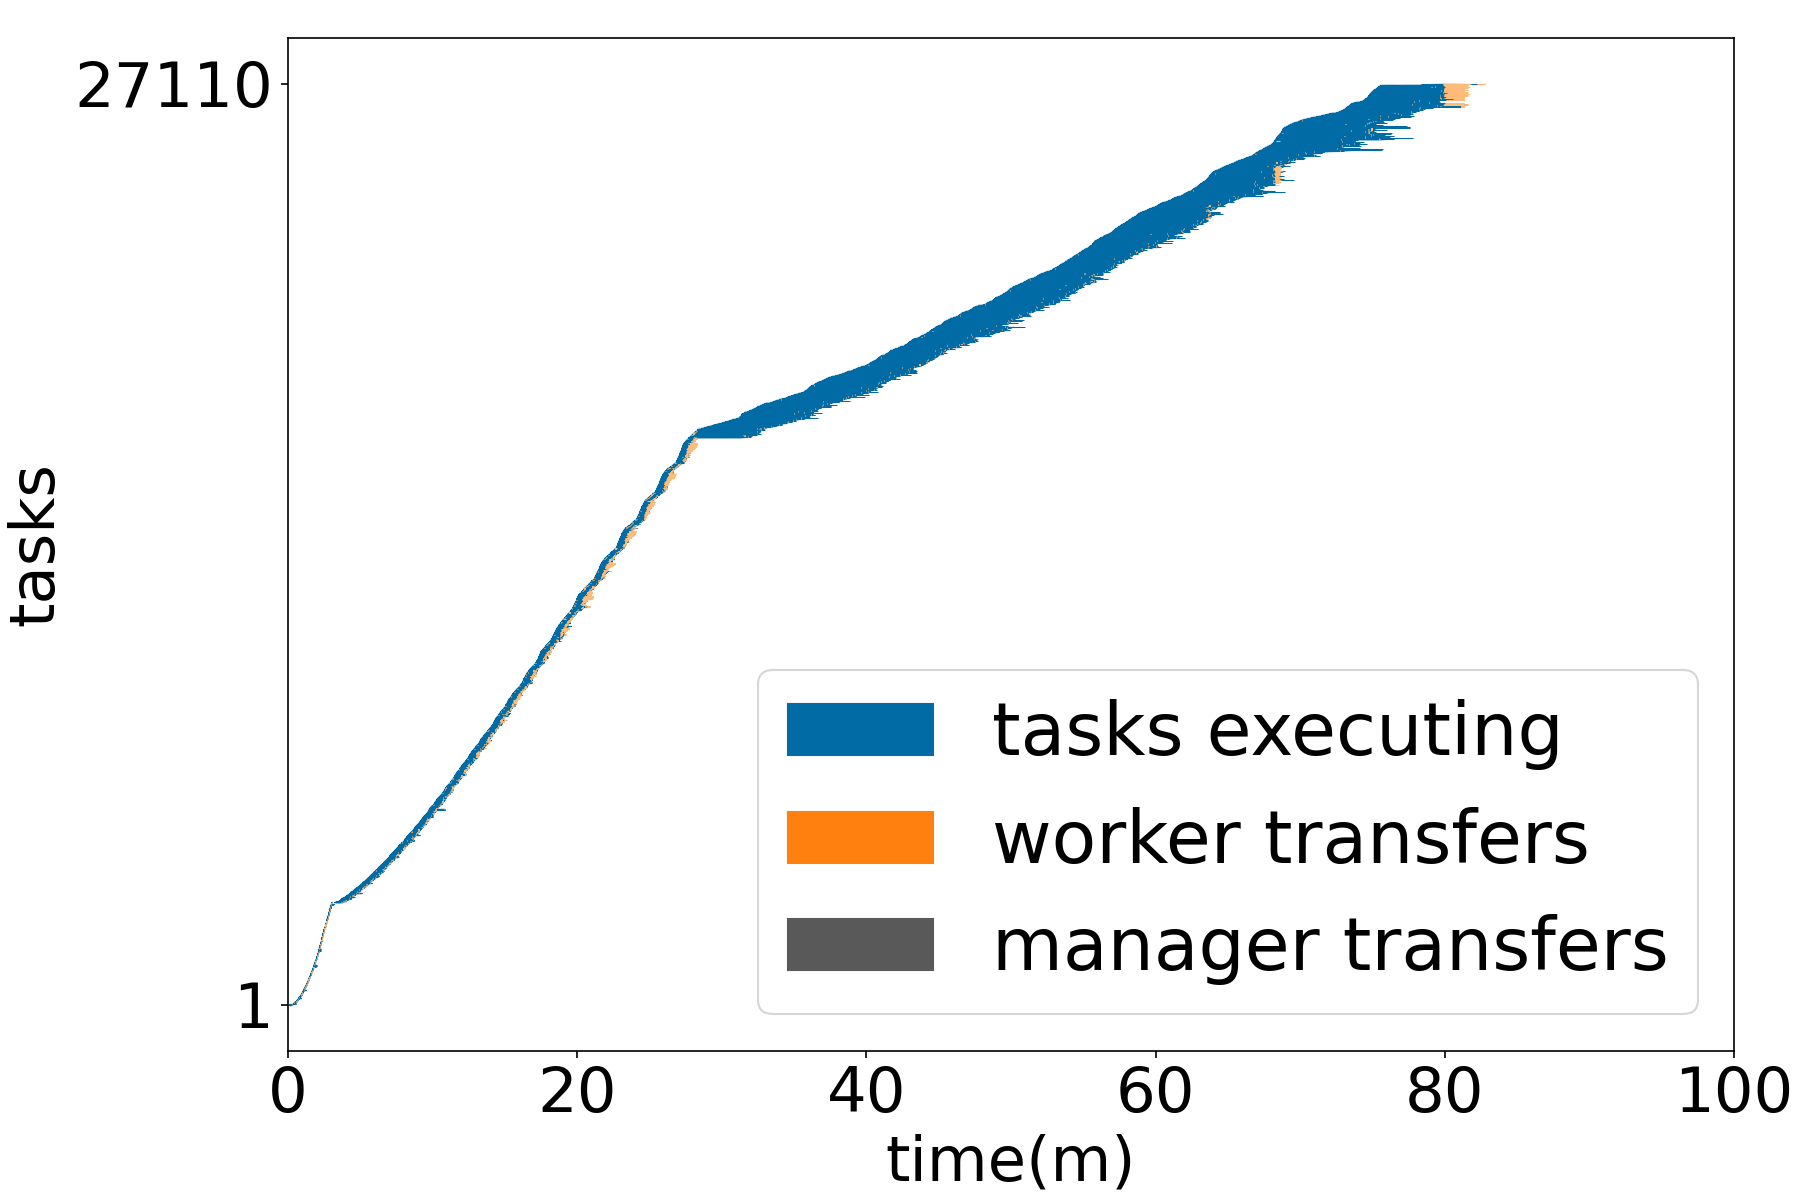 27110
1
tasks
tasks executing
worker transfers
manager transfers
0 20 40 60 80 100
time(m)